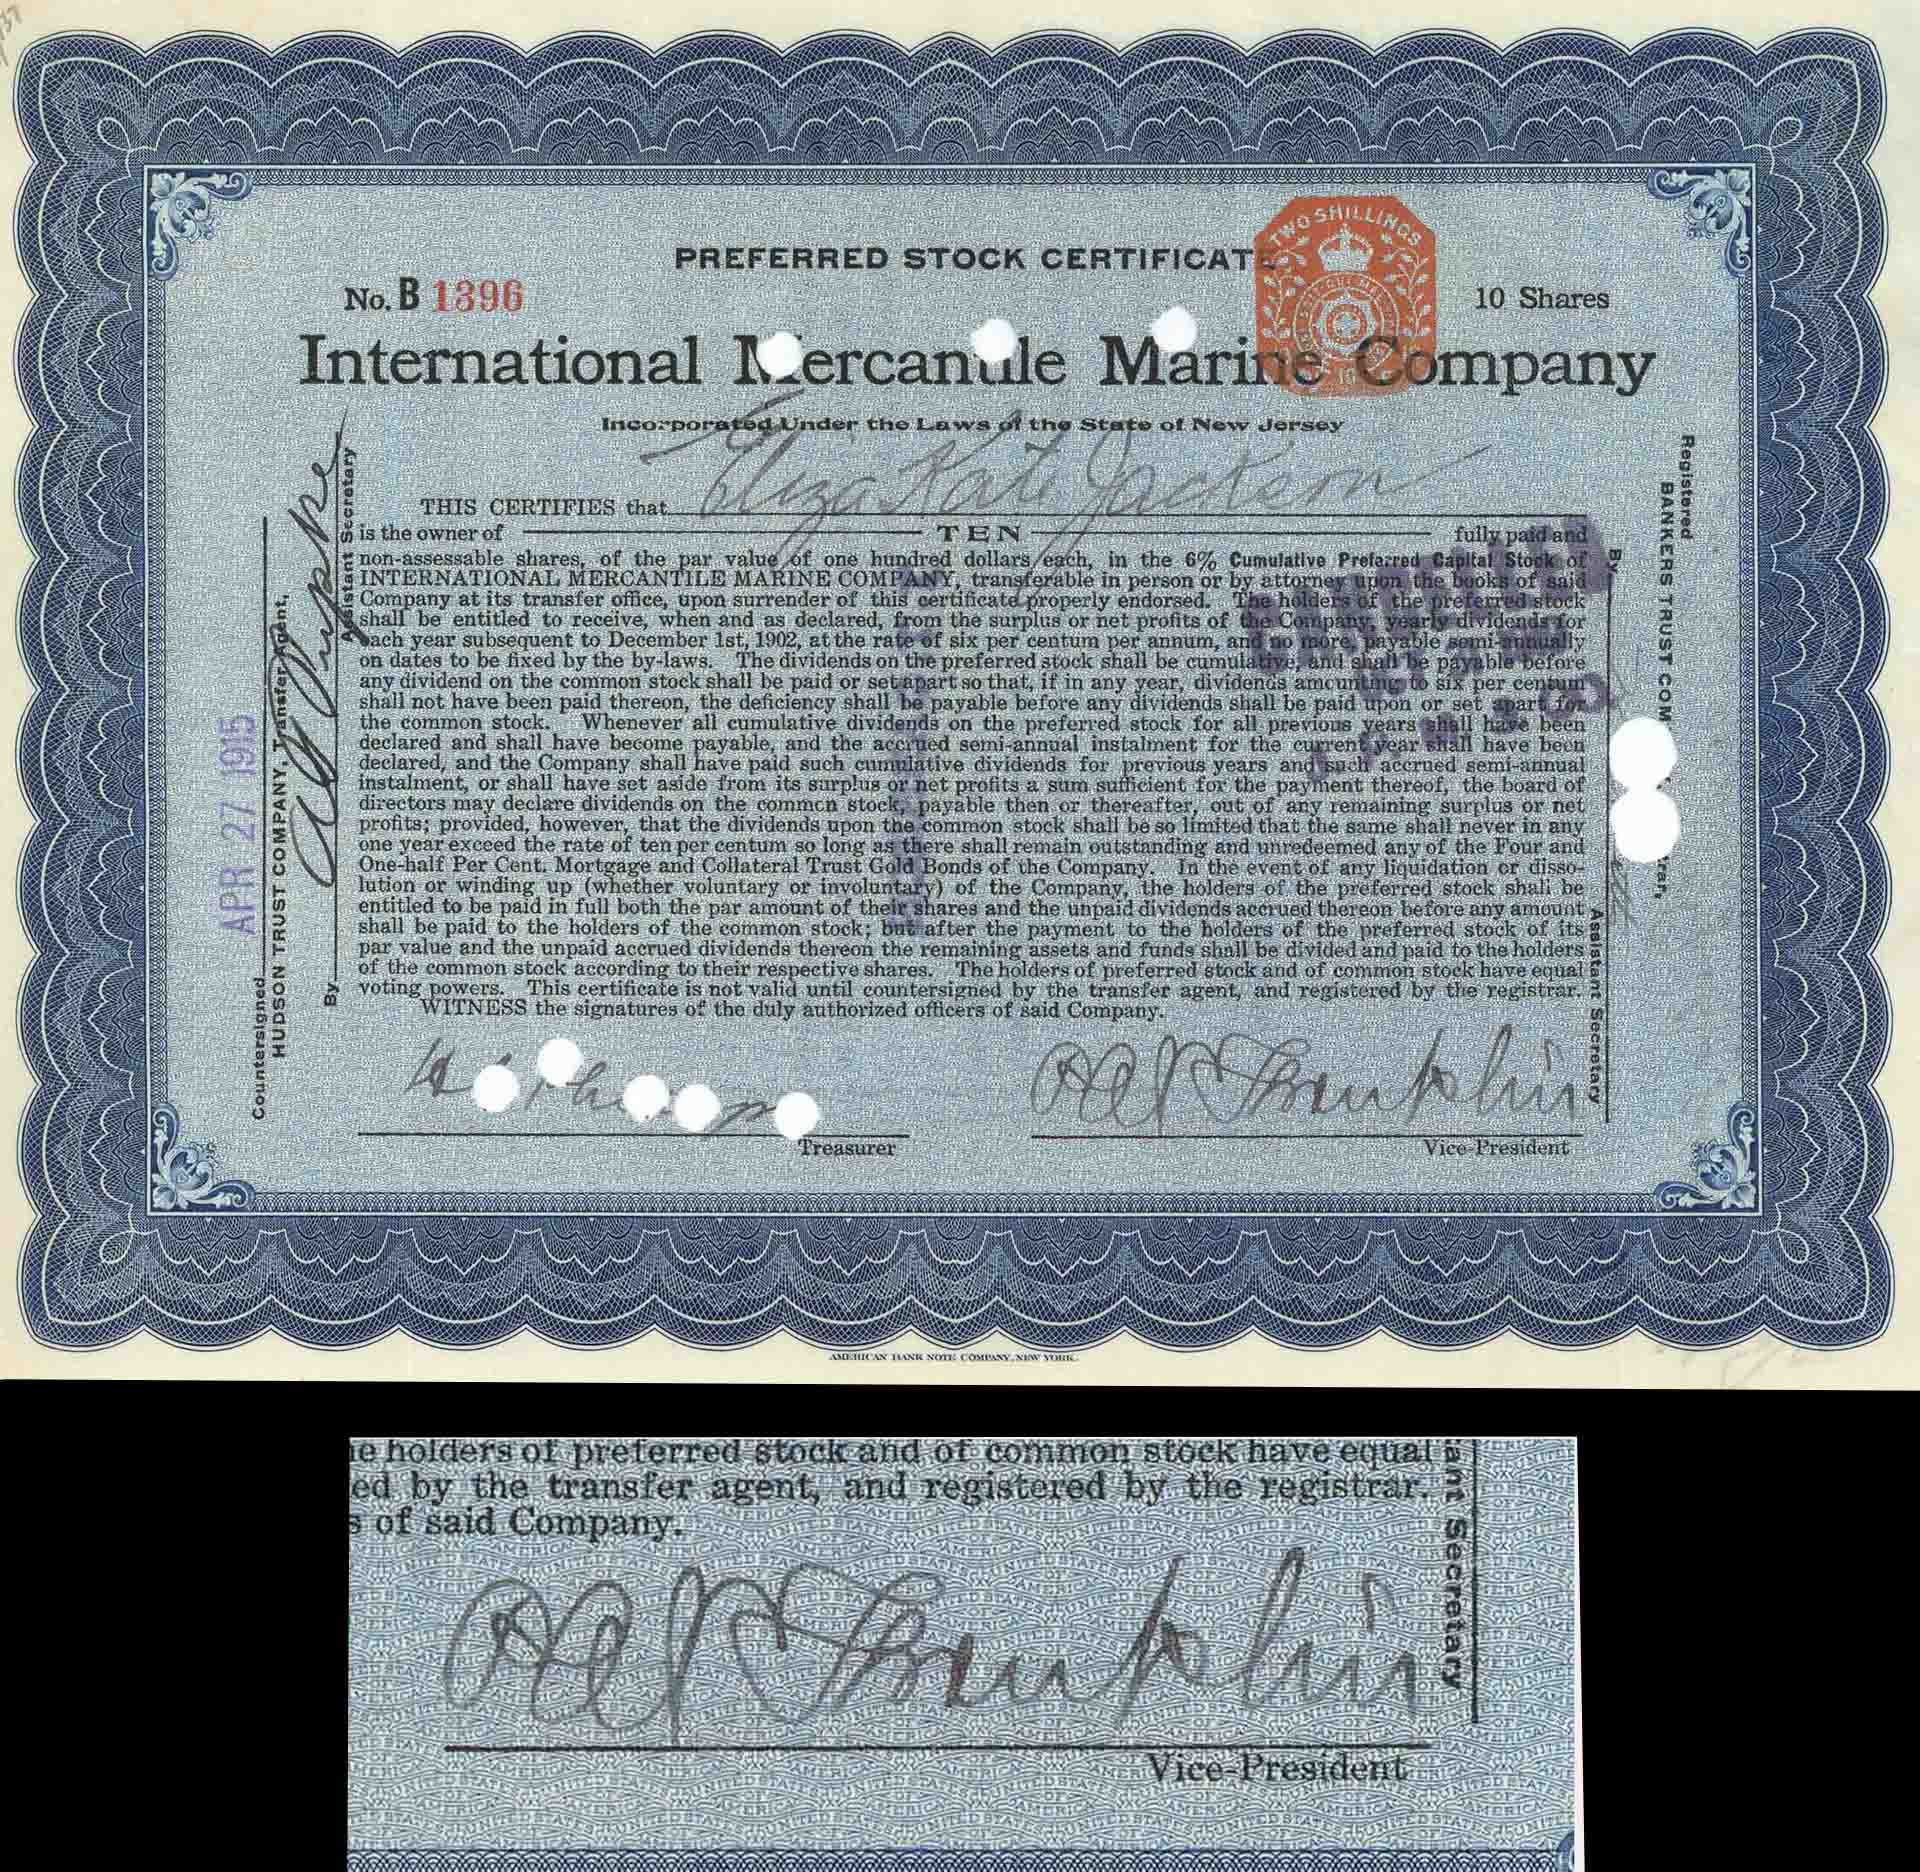 PREFERRED STOCK CERTIFICATE
TWO SHILLINGS
No. B 1396
10 Shares
International Mercantile Marine Company
Incorporated Under the Laws of the State of New Jersey
THIS CERTIFIES that Eliza Kate Jackson
is the owner of TEN fully paid and
non-assessable shares, of the par value of one hundred dollars each, in the 6% Cumulative Preferred Capital Stock of
INTERNATIONAL MERCANTILE MARINE COMPANY, transferable in person or by attorney upon the books of said
Company at its transfer office, upon surrender of this certificate properly endorsed. The holders of the preferred stock
shall be entitled to receive, when and as declared, from the surplus or net profits of the Company, yearly dividends for
each year subsequent to December 1st, 1902, at the rate of six per centum per annum, and no more, payable semi-annually
on dates to be fixed by the by-laws. The dividends on the preferred stock shall be cumulative, and shall be payable before
any dividend on the common stock shall be paid or set apart so that, if in any year, dividends amounting to six per centum
shall not have been paid thereon, the deficiency shall be payable before any dividends shall be paid upon or set apart for
the common stock. Whenever all cumulative dividends on the preferred stock for all previous years shall have been
declared and shall have become payable, and the accrued semi-annual instalment for the current year shall have been
declared, and the Company shall have paid such cumulative dividends for previous years and such accrued semi-annual
instalment, or shall have set aside from its surplus or net profits a sum sufficient for the payment thereof, the board of
directors may declare dividends on the common stock, payable then or thereafter, out of any remaining surplus or net
profits; provided, however, that the dividends upon the common stock shall be so limited that the same shall never in any
one year exceed the rate of ten per centum so long as there shall remain outstanding and unredeemed any of the Four and
One-half Per Cent. Mortgage and Collateral Trust Gold Bonds of the Company. In the event of any liquidation or disso-
lution or winding up (whether voluntary or involuntary) of the Company, the holders of the preferred stock shall be
entitled to be paid in full both the par amount of their shares and the unpaid dividends accrued thereon before any amount
shall be paid to the holders of the common stock; but after the payment to the holders of the preferred stock of its
par value and the unpaid accrued dividends thereon the remaining assets and funds shall be divided and paid to the holders
of the common stock according to their respective shares. The holders of preferred stock and of common stock have equal
voting powers. This certificate is not valid until countersigned by the transfer agent, and registered by the registrar.
WITNESS the signatures of the duly authorized officers of said Company.
Treasurer
Vice-President
APR 27 1915
Countersigned
HUDSON TRUST COMPANY, Transfer Agent,
By
Assistant Secretary
Registered
BANKERS TRUST COM
trar,
By
Assistant Secretary
AMERICAN BANK NOTE COMPANY, NEW YORK.
e holders of preferred stock and of common stock have equal
ed by the transfer agent, and registered by the registrar.
s of said Company.
ant Secretary
Vice-President